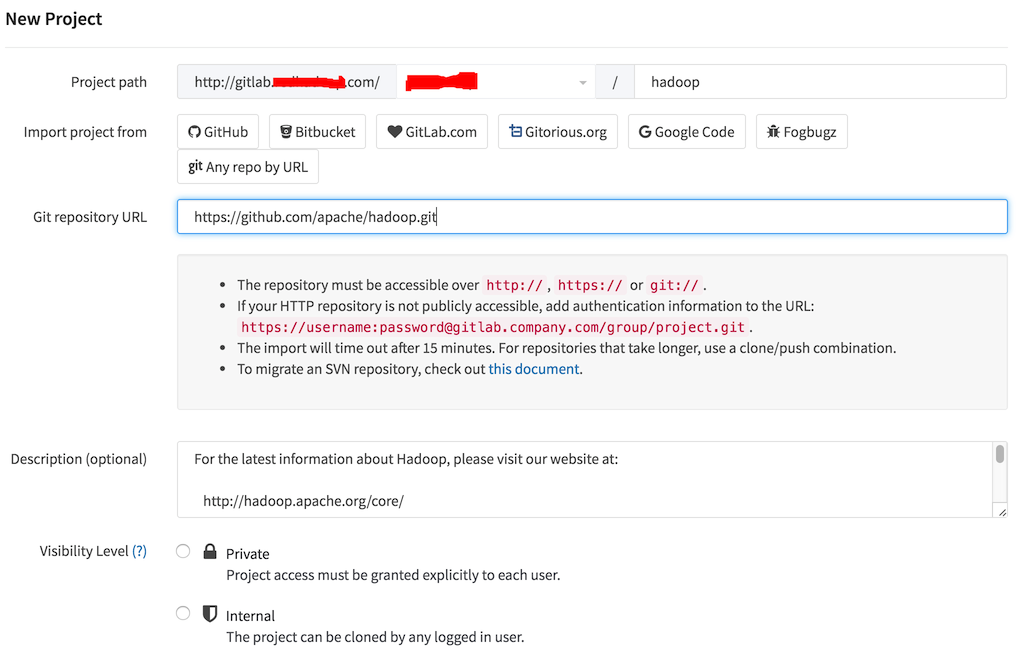 New Project
Project path http://gitlab. .com/ / hadoop
Import project from GitHub Bitbucket GitLab.com Gitorious.org Google Code Fogbugz
git Any repo by URL
Git repository URL https://github.com/apache/hadoop.git
• The repository must be accessible over http://, https:// or git://.
• If your HTTP repository is not publicly accessible, add authentication information to the URL:
https://username:password@gitlab.company.com/group/project.git.
• The import will time out after 15 minutes. For repositories that take longer, use a clone/push combination.
• To migrate an SVN repository, check out this document.
Description (optional) For the latest information about Hadoop, please visit our website at:
http://hadoop.apache.org/core/
Visibility Level (?) Private
Project access must be granted explicitly to each user.
Internal
The project can be cloned by any logged in user.